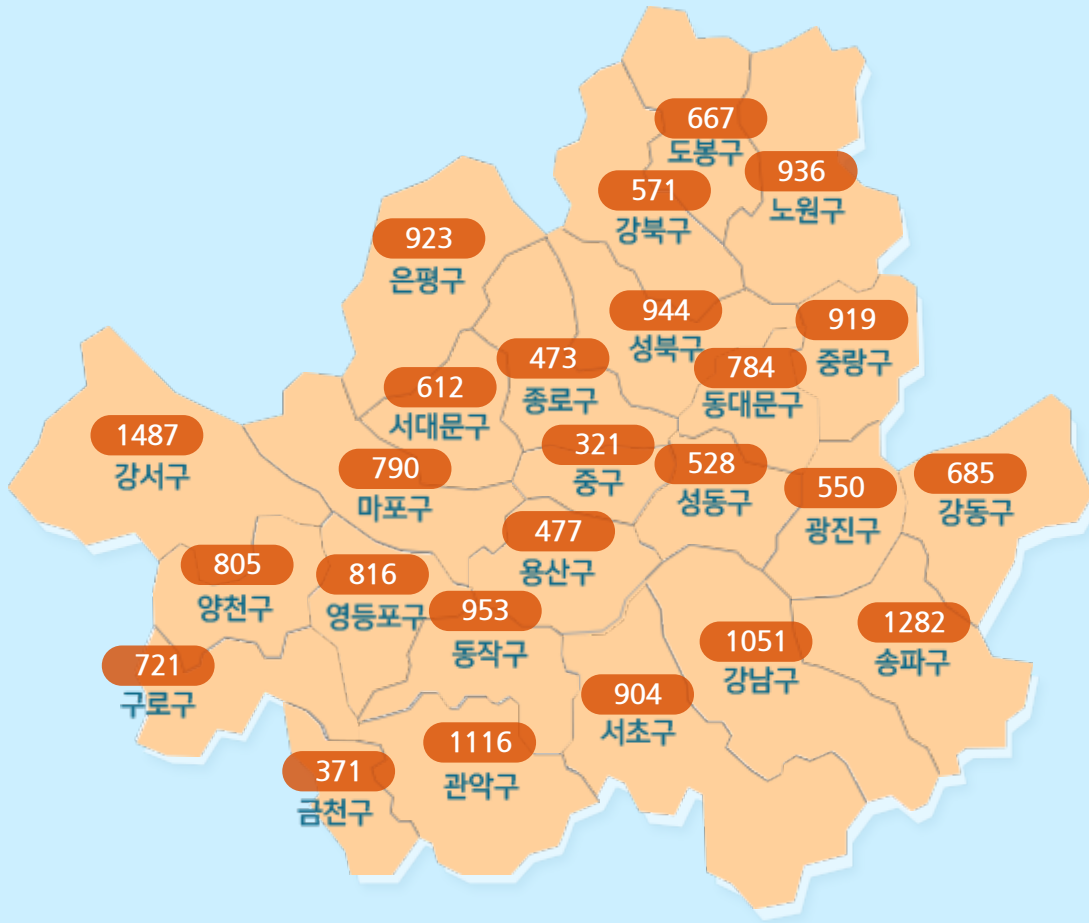 667
도봉구
936
노원구
571
강북구
923
은평구
944
성북구
919
중랑구
473
종로구
784
동대문구
612
서대문구
1487
강서구
321
중구
790
마포구
528
성동구
550
광진구
685
강동구
477
용산구
805
양천구
816
영등포구
953
동작구
1282
송파구
1051
강남구
721
구로구
904
서초구
1116
관악구
371
금천구